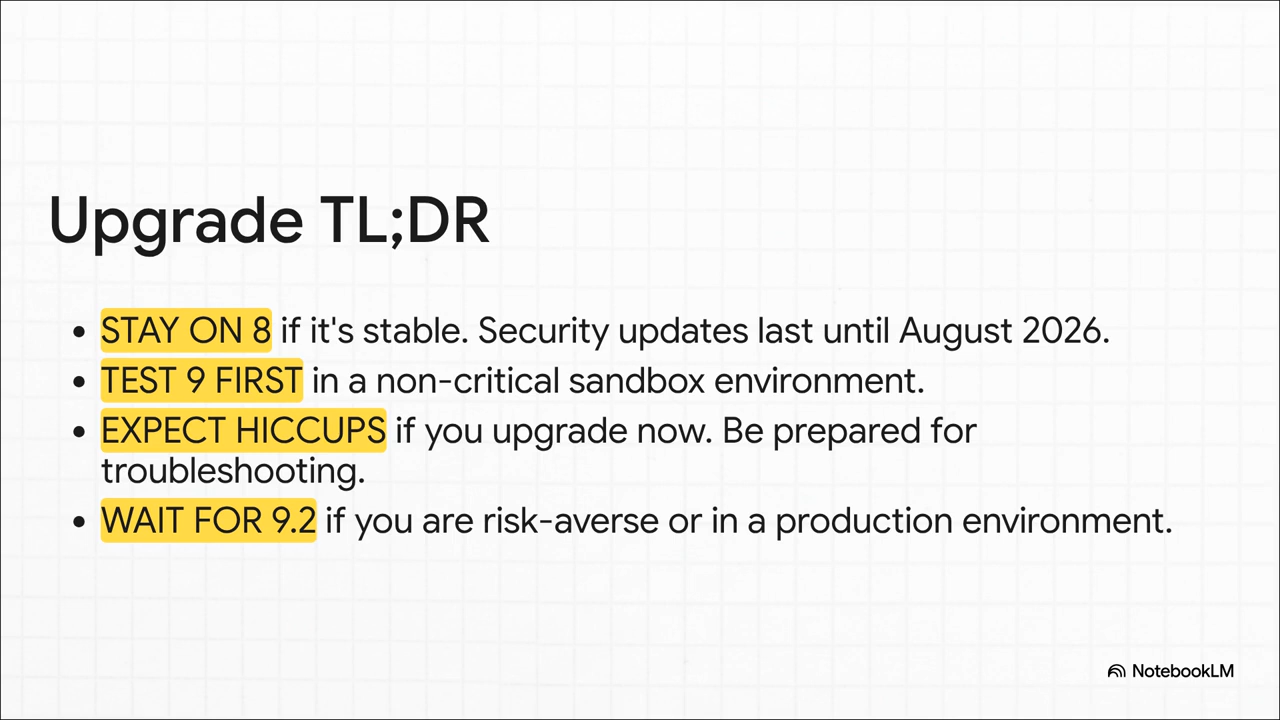 Upgrade TL;DR
• STAY ON 8 if it's stable. Security updates last until August 2026.
• TEST 9 FIRST in a non-critical sandbox environment.
• EXPECT HICCUPS if you upgrade now. Be prepared for
troubleshooting.
• WAIT FOR 9.2 if you are risk-averse or in a production environment.
NotebookLM